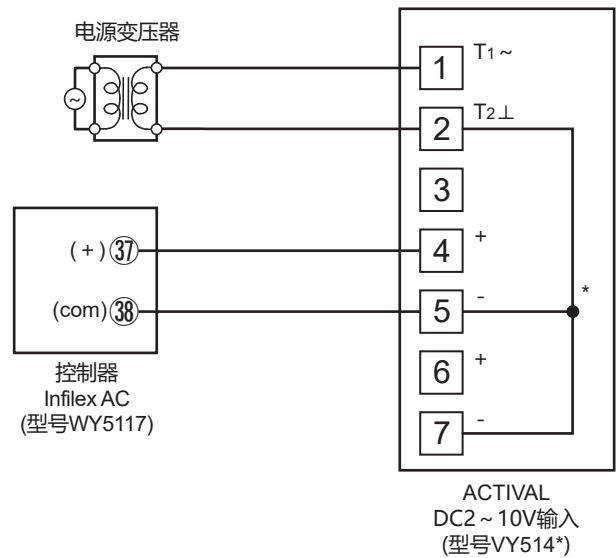 电源变压器
~
1 T1~
2 T2⊥
3
(+) 37
4 +
(com) 38
5 -
*
6 +
7 -
控制器
Infilex AC
(型号WY5117)
ACTIVAL
DC2~10V输入
(型号VY514*)